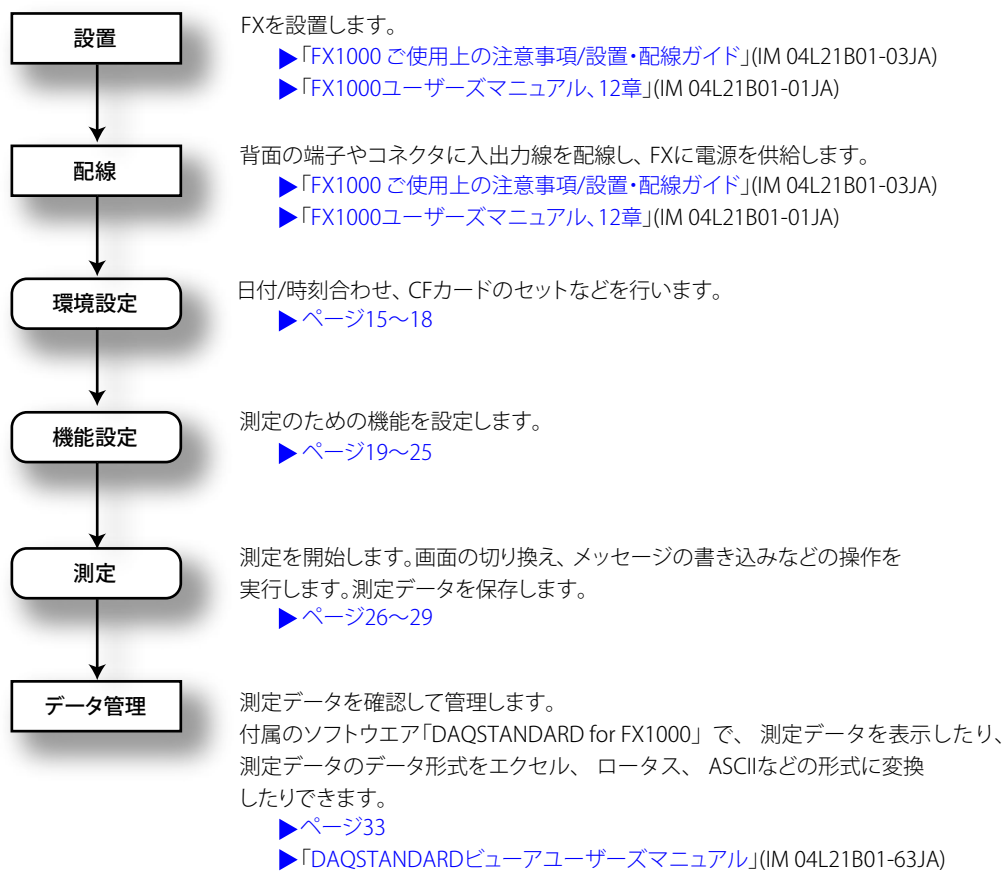 設置
FXを設置します。
▶「FX1000 ご使用上の注意事項/設置・配線ガイド」(IM 04L21B01-03JA)
▶「FX1000ユーザーズマニュアル、12章」(IM 04L21B01-01JA)
配線
背面の端子やコネクタに入出力線を配線し、FXに電源を供給します。
▶「FX1000 ご使用上の注意事項/設置・配線ガイド」(IM 04L21B01-03JA)
▶「FX1000ユーザーズマニュアル、12章」(IM 04L21B01-01JA)
環境設定
日付/時刻合わせ、CFカードのセットなどを行います。
▶ ページ15~18
機能設定
測定のための機能を設定します。
▶ ページ19~25
測定
測定を開始します。画面の切り換え、メッセージの書き込みなどの操作を
実行します。測定データを保存します。
▶ ページ26~29
データ管理
測定データを確認して管理します。
付属のソフトウエア「DAQSTANDARD for FX1000」で、 測定データを表示したり、
測定データのデータ形式をエクセル、 ロータス、 ASCIIなどの形式に変換
したりできます。
▶ページ33
▶「DAQSTANDARDビューアユーザーズマニュアル」(IM 04L21B01-63JA)